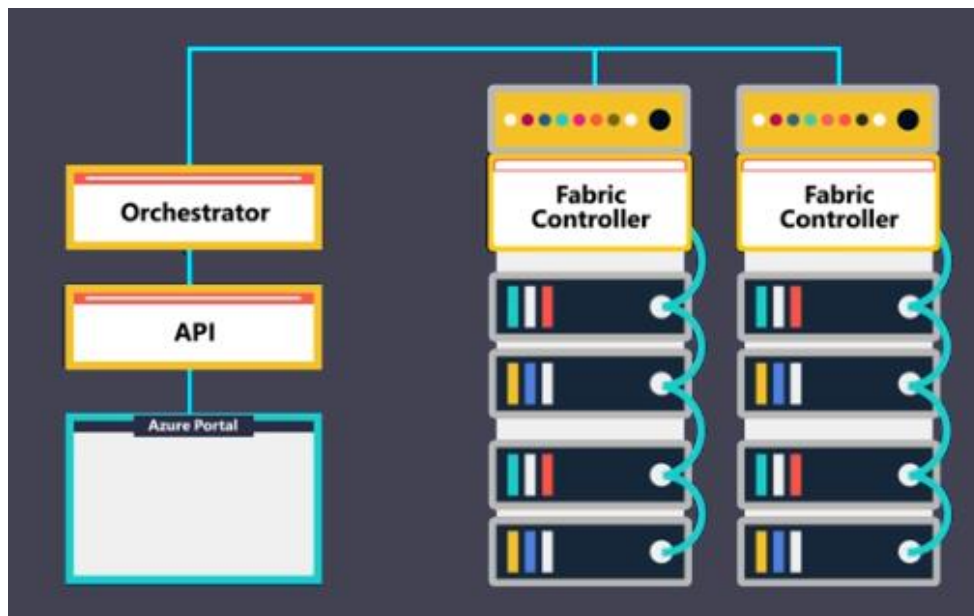 Orchestrator
API
Azure Portal
Fabric
Controller
Fabric
Controller